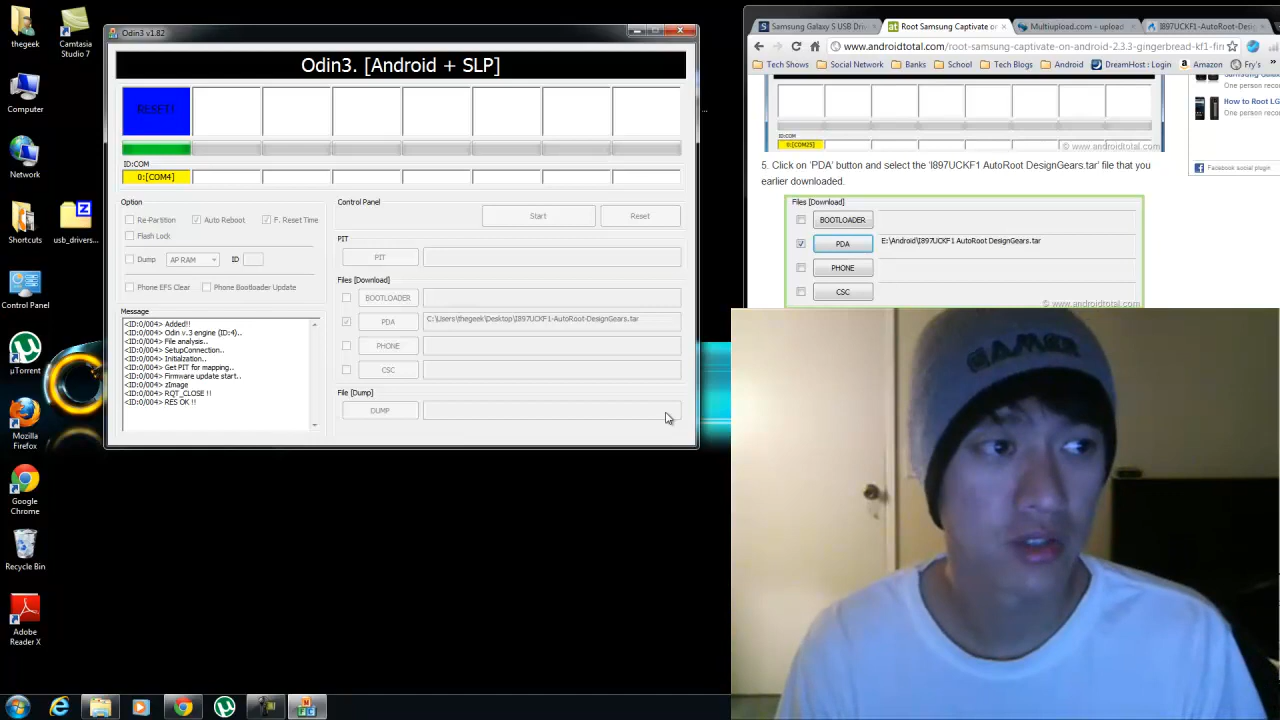 thegeek
Camtasia
Studio 7
Computer
Network
Shortcuts
usb_drivers...
Control Panel
µTorrent
Mozilla
Firefox
Google
Chrome
Recycle Bin
Adobe
Reader X
Odin3 v1.82
Odin3. [Android + SLP]
RESET!
ID:COM
0:[COM4]
Option
Re-Partition
Auto Reboot
F. Reset Time
Flash Lock
Dump
AP RAM
ID
Phone EFS Clear
Phone Bootloader Update
Message
<ID:0/004> Added!!
<ID:0/004> Odin v.3 engine (ID:4)..
<ID:0/004> File analysis..
<ID:0/004> SetupConnection..
<ID:0/004> Initialzation..
<ID:0/004> Get PIT for mapping..
<ID:0/004> Firmware update start..
<ID:0/004> zImage
<ID:0/004> RQT_CLOSE !!
<ID:0/004> RES OK !!
Control Panel
Start
Reset
PIT
PIT
Files [Download]
BOOTLOADER
PDA
C:\Users\thegeek\Desktop\I897UCKF1-AutoRoot-DesignGears.tar
PHONE
CSC
File [Dump]
DUMP
Samsung Galaxy S USB Driv
Root Samsung Captivate on
Multiupload.com - upload
I897UCKF1-AutoRoot-Desi
www.androidtotal.com/root-samsung-captivate-on-android-2.3.3-gingerbread-kf1-fir
Tech Shows
Social Network
Banks
School
Tech Blogs
Android
DreamHost : Login
Amazon
Fry's
ID:COM
0:[COM25]
© www.androidtotal.com
Samsung Galaxy
One person reco
How to Root LG
One person reco
Facebook social plugin
5. Click on 'PDA' button and select the 'I897UCKF1 AutoRoot DesignGears.tar' file that you
earlier downloaded.
Files [Download]
BOOTLOADER
PDA
E:\Android\I897UCKF1 AutoRoot DesignGears.tar
PHONE
CSC
© www.androidtotal.com
GAMER